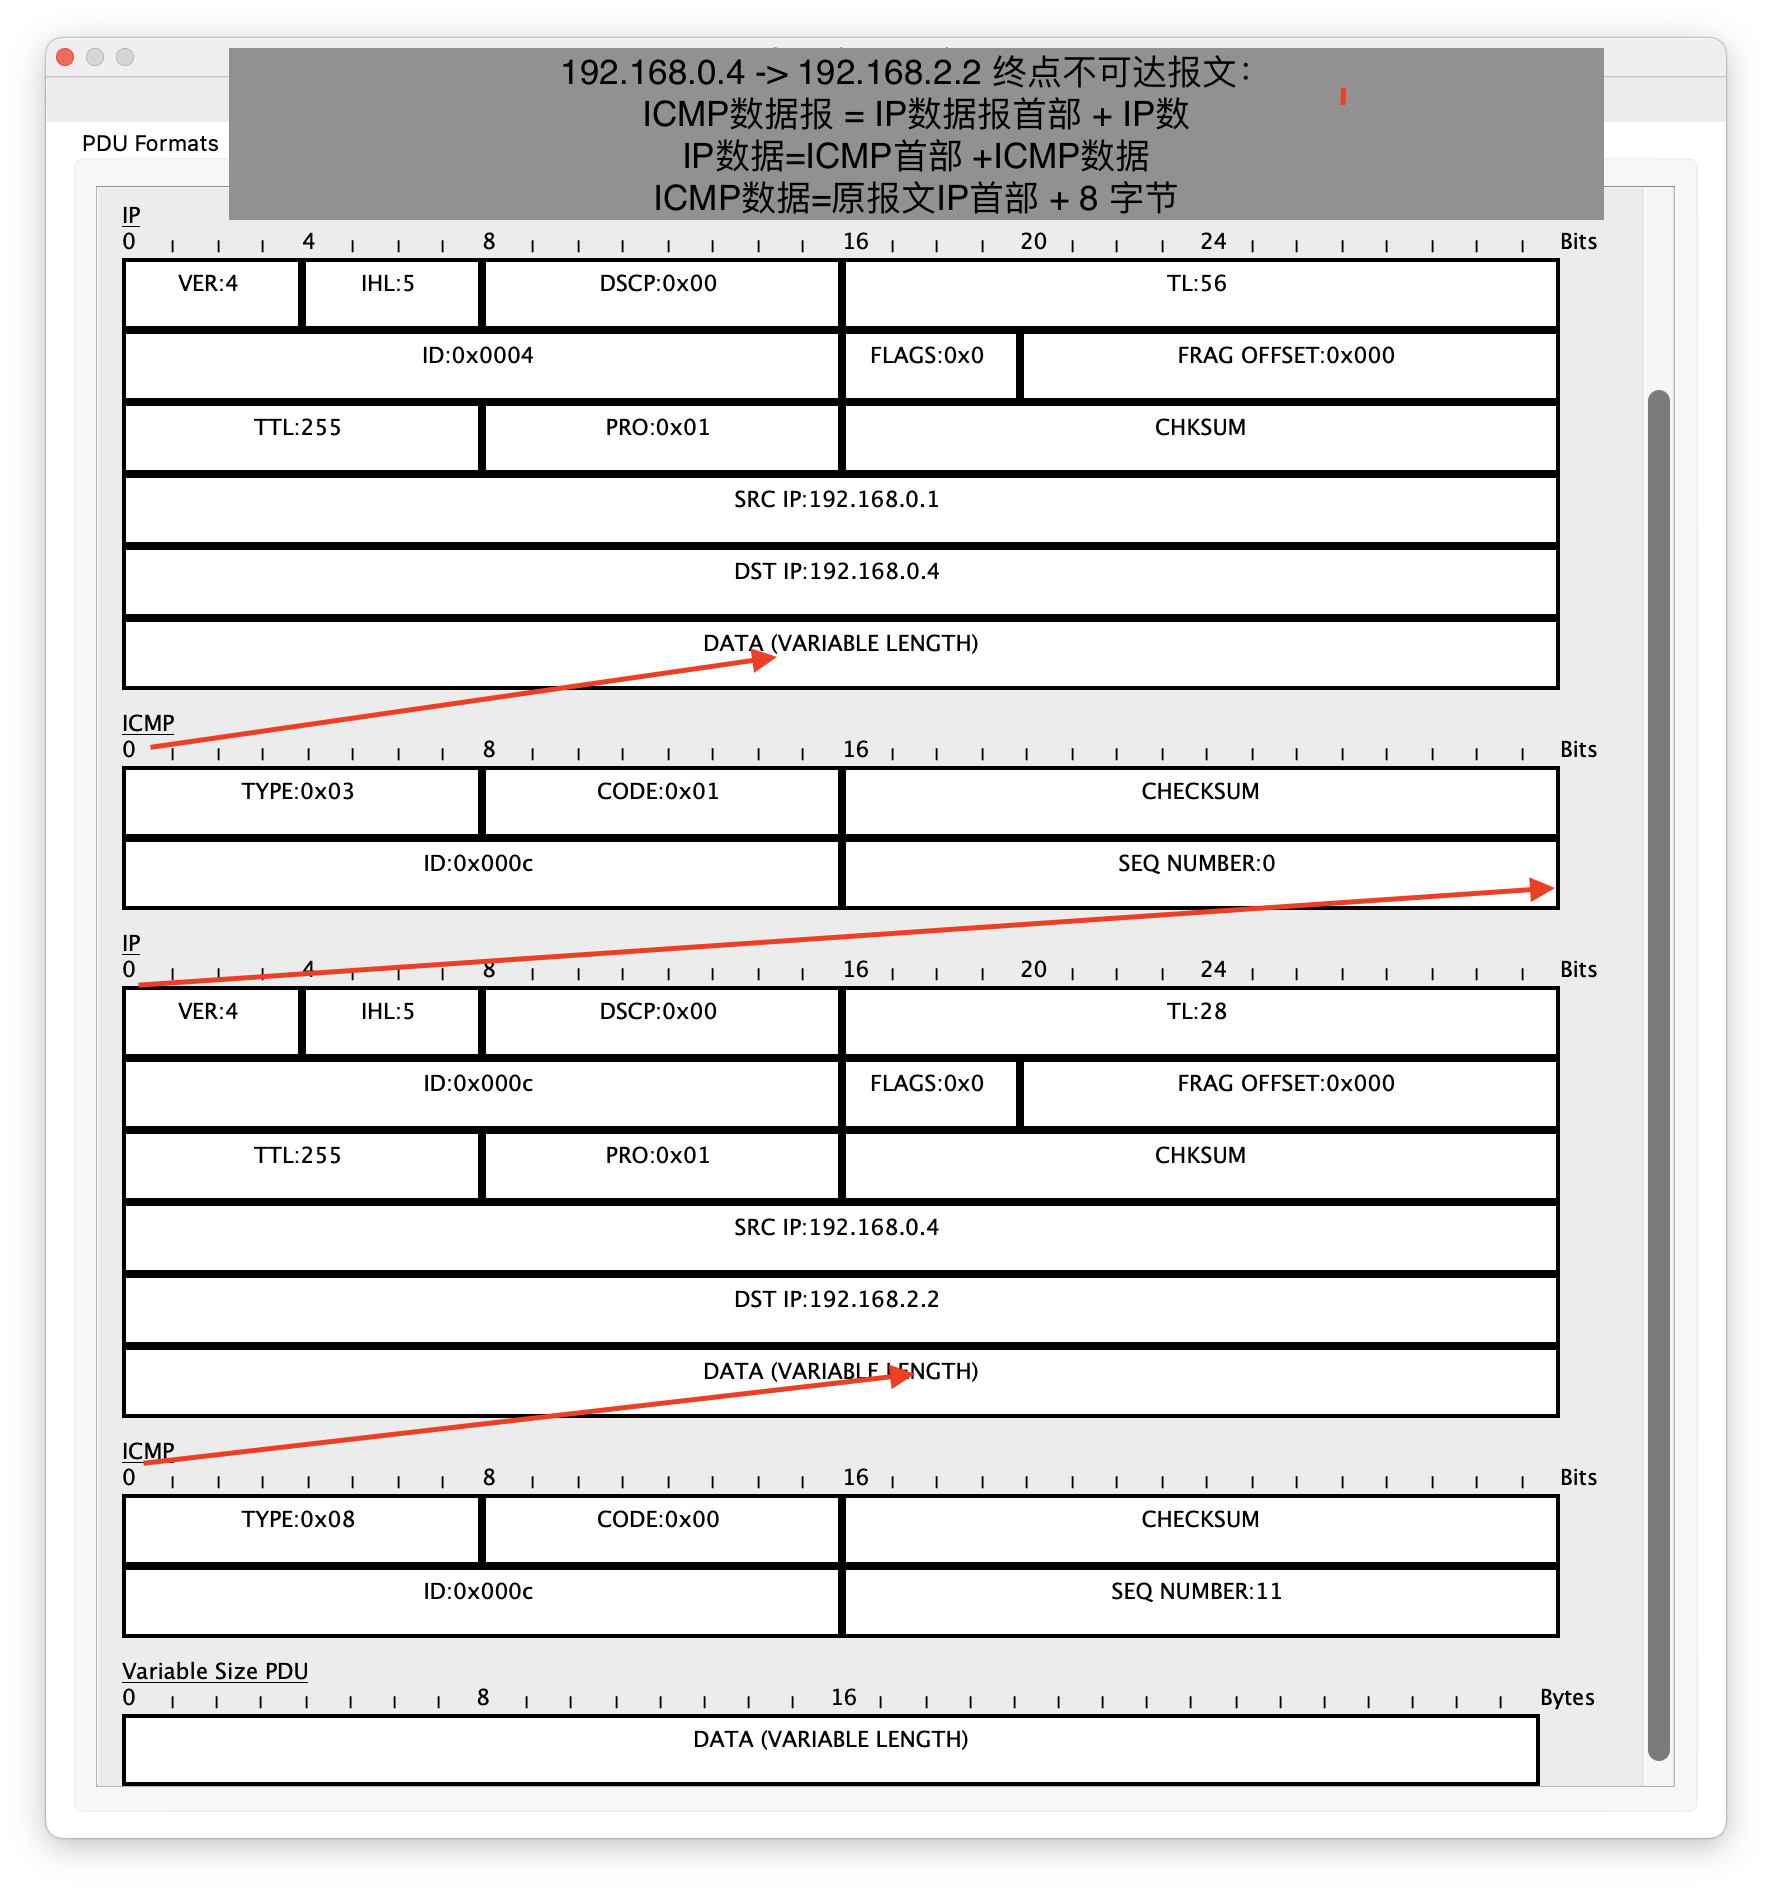 192.168.0.4 -> 192.168.2.2 终点不可达报文：
ICMP数据报 = IP数据报首部 + IP数
IP数据=ICMP首部 +ICMP数据
ICMP数据=原报文IP首部 + 8 字节
PDU Formats
IP
0 4 8 16 20 24 Bits
VER:4 IHL:5 DSCP:0x00 TL:56
ID:0x0004 FLAGS:0x0 FRAG OFFSET:0x000
TTL:255 PRO:0x01 CHKSUM
SRC IP:192.168.0.1
DST IP:192.168.0.4
DATA (VARIABLE LENGTH)
ICMP
0 8 16 Bits
TYPE:0x03 CODE:0x01 CHECKSUM
ID:0x000c SEQ NUMBER:0
IP
0 4 8 16 20 24 Bits
VER:4 IHL:5 DSCP:0x00 TL:28
ID:0x000c FLAGS:0x0 FRAG OFFSET:0x000
TTL:255 PRO:0x01 CHKSUM
SRC IP:192.168.0.4
DST IP:192.168.2.2
DATA (VARIABLE LENGTH)
ICMP
0 8 16 Bits
TYPE:0x08 CODE:0x00 CHECKSUM
ID:0x000c SEQ NUMBER:11
Variable Size PDU
0 8 16 Bytes
DATA (VARIABLE LENGTH)